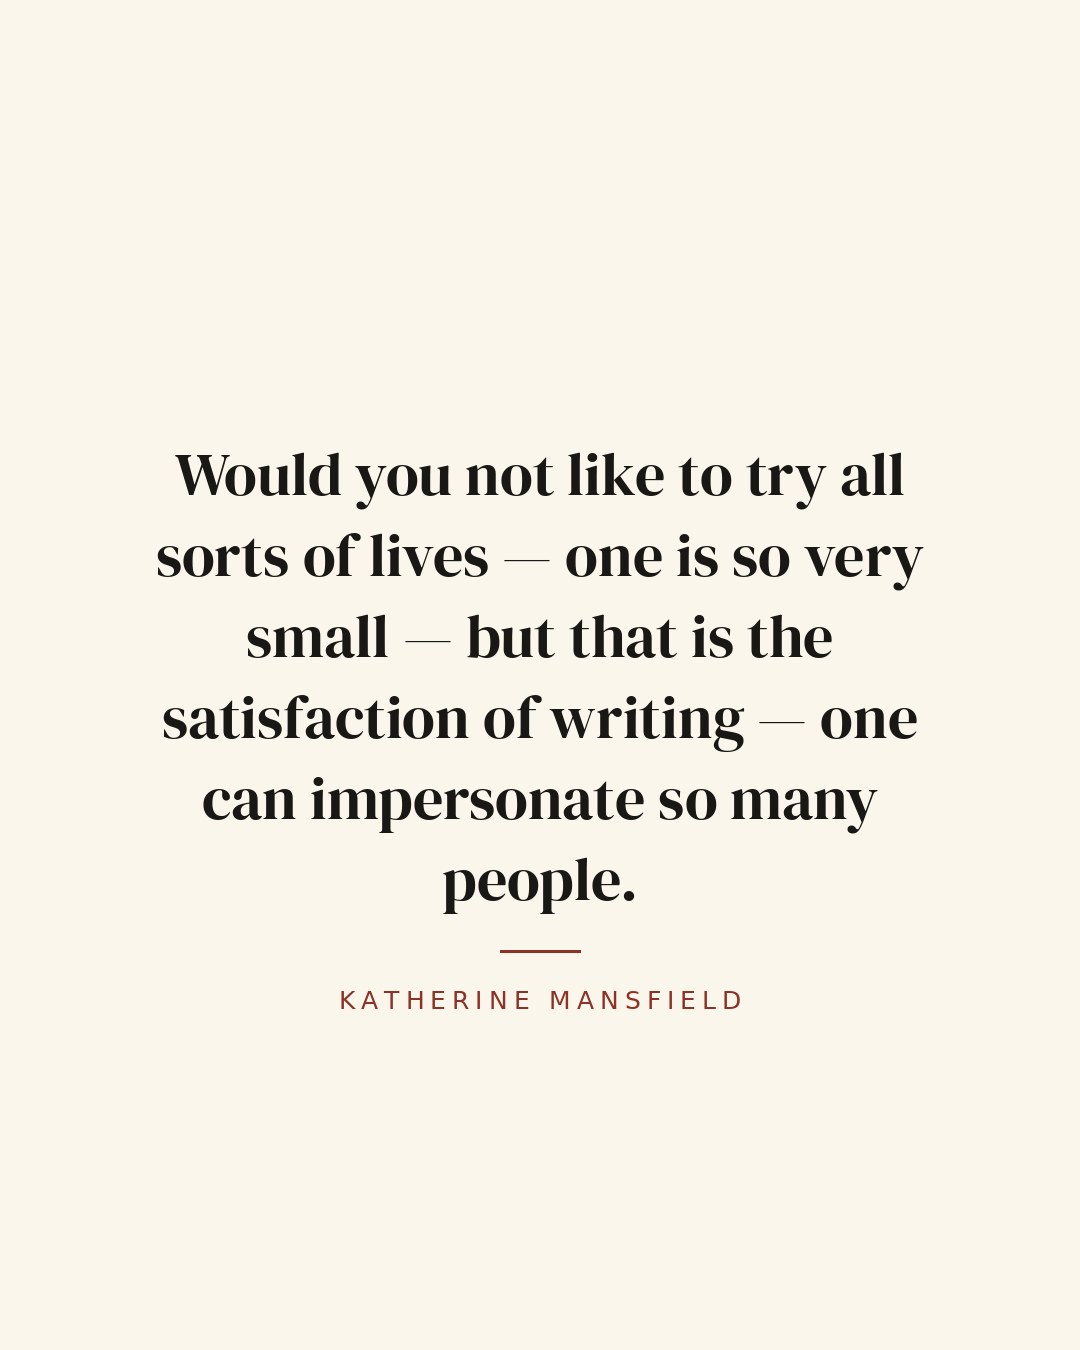 Would you not like to try all
sorts of lives — one is so very
small — but that is the
satisfaction of writing — one
can impersonate so many
people.
KATHERINE MANSFIELD